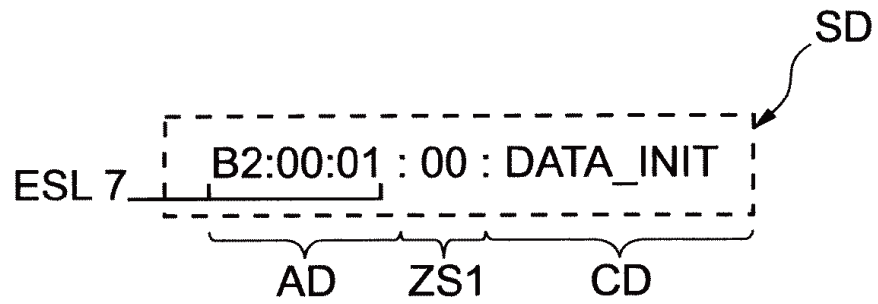 SD
B2:00:01 : 00 : DATA_INIT
ESL 7
AD ZS1 CD